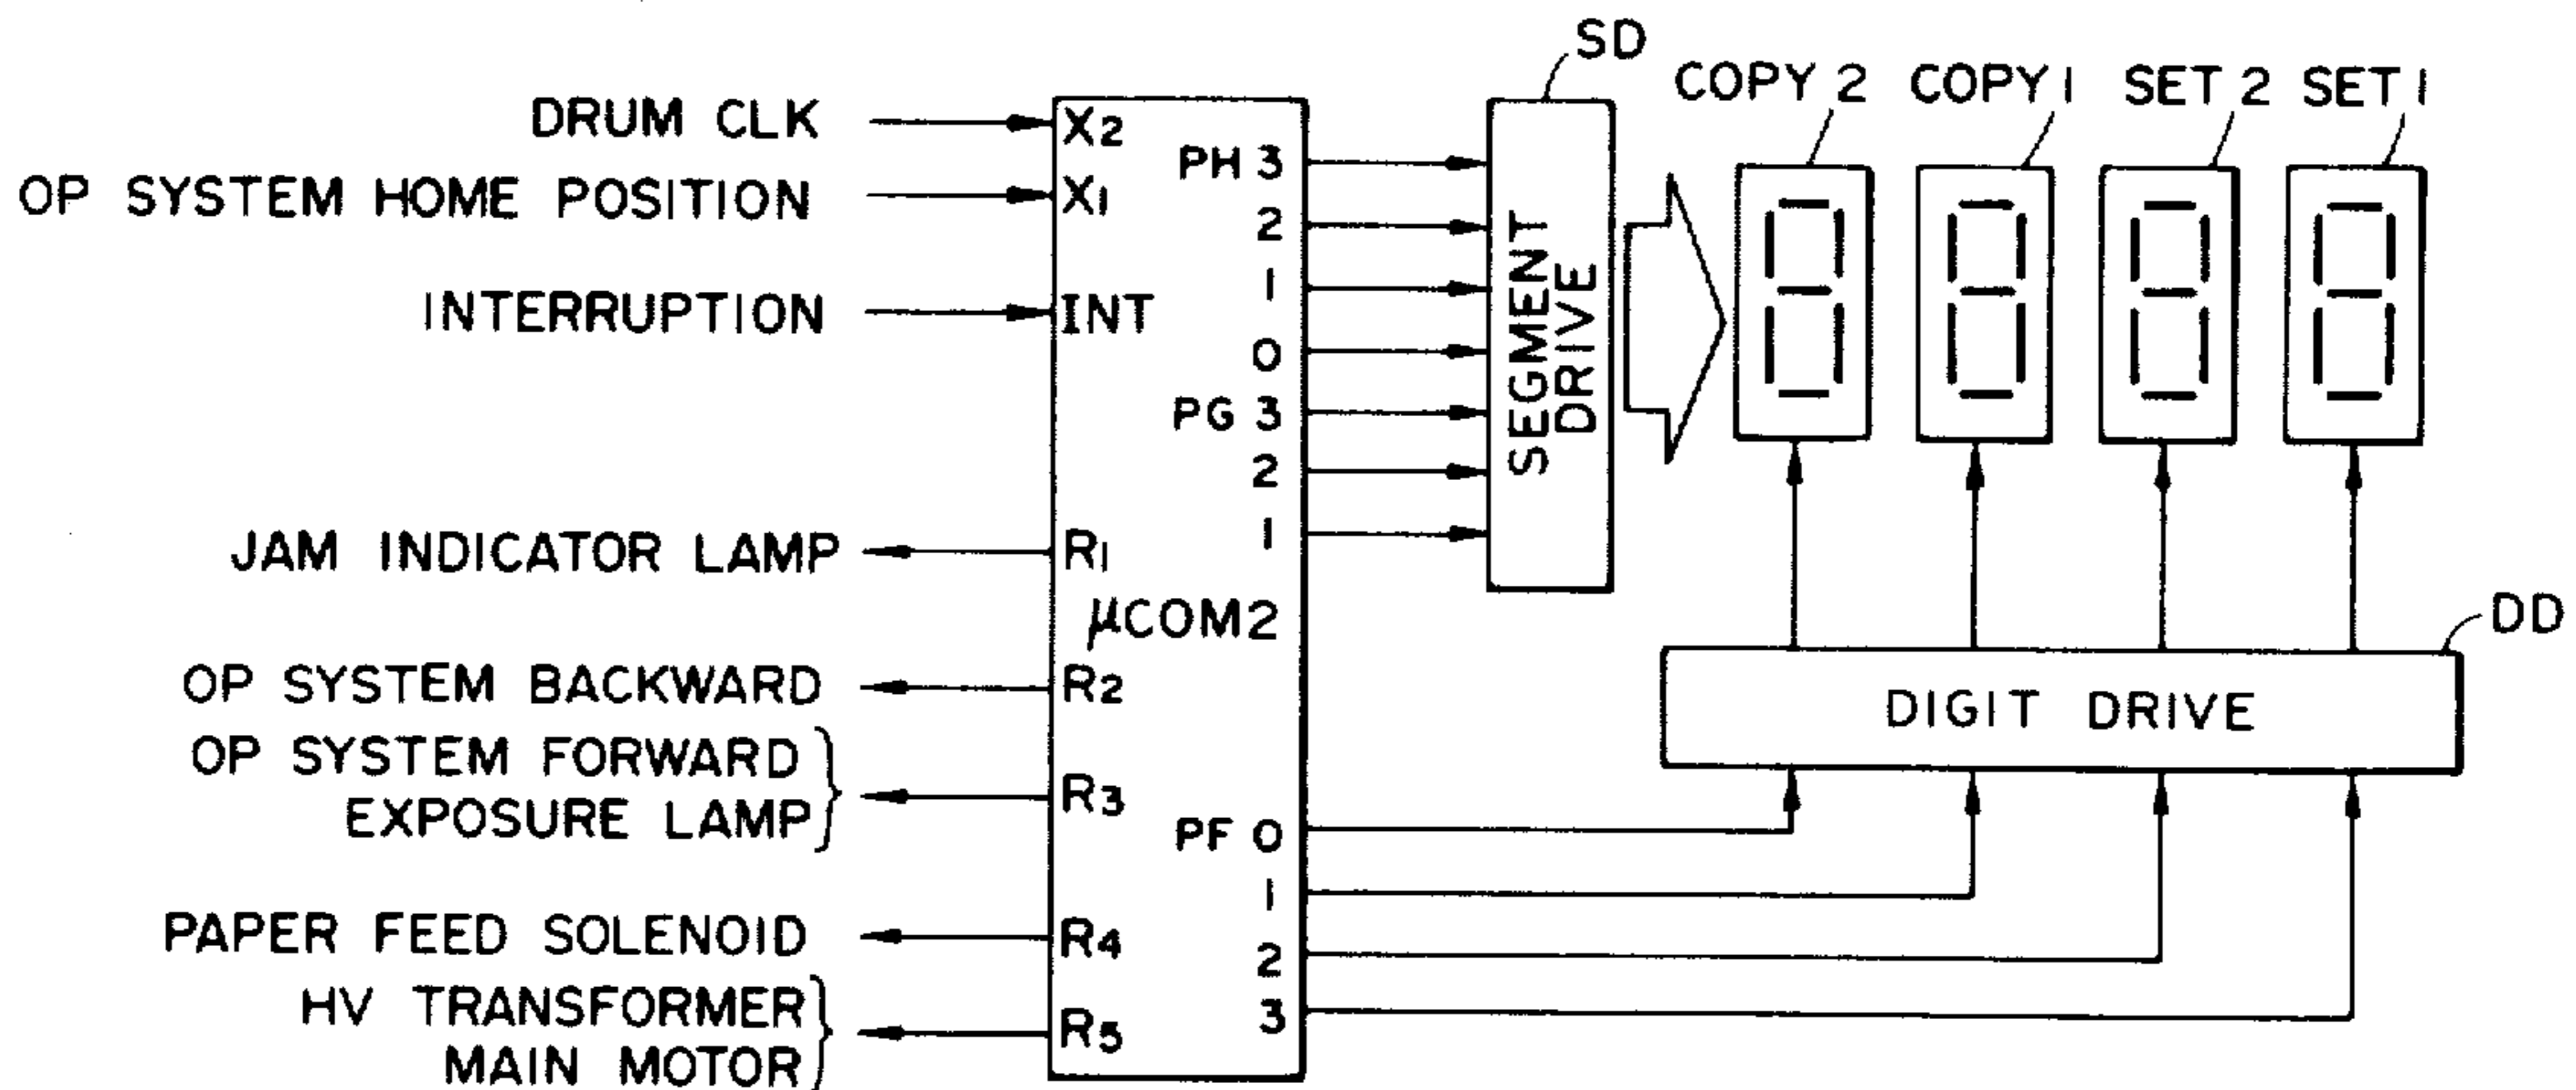 DRUM CLK
OP SYSTEM HOME POSITION
INTERRUPTION
JAM INDICATOR LAMP
OP SYSTEM BACKWARD
OP SYSTEM FORWARD
EXPOSURE LAMP
PAPER FEED SOLENOID
HV TRANSFORMER
MAIN MOTOR
X2
X1
INT
R1
μCOM2
R2
R3
R4
R5
PH 3
2
1
0
PG 3
2
1
PF 0
1
2
3
SD
SEGMENT
DRIVE
COPY 2 COPY 1 SET 2 SET 1
DD
DIGIT DRIVE